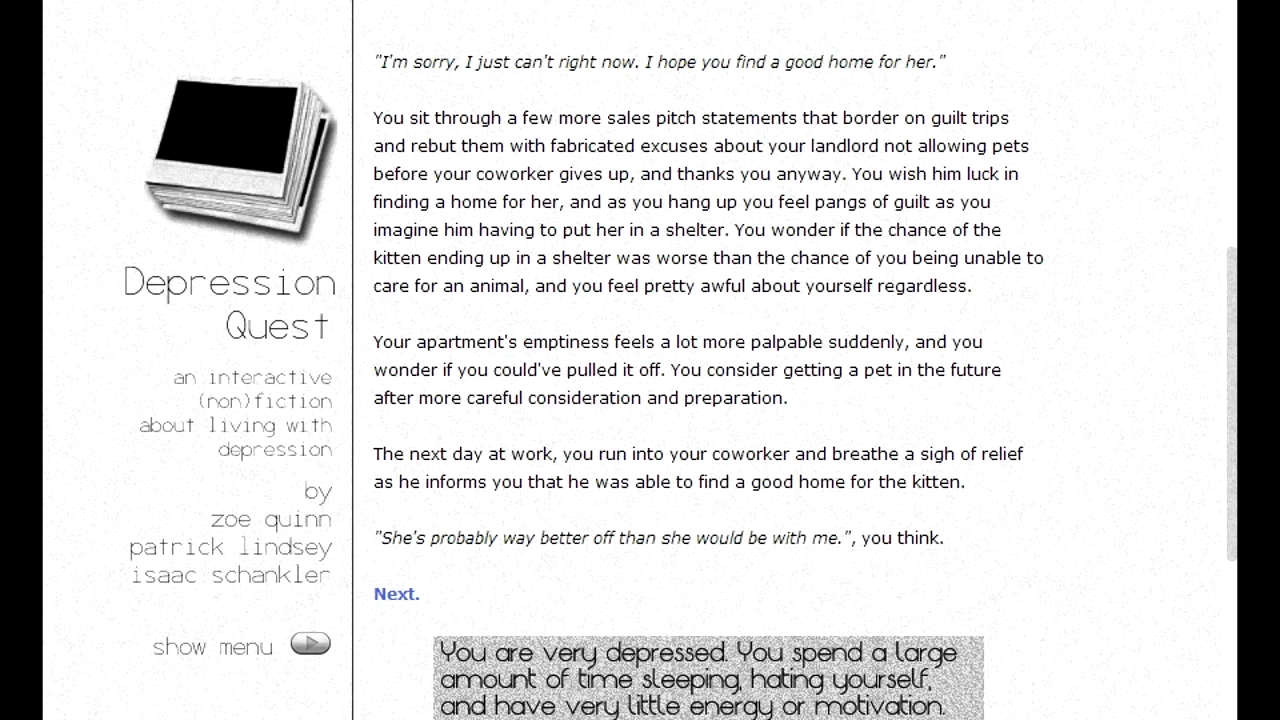 Depression
Quest
an interactive
(non)fiction
about living with
depression
by
zoe quinn
patrick lindsey
isaac schankler
show menu
"I'm sorry, I just can't right now. I hope you find a good home for her."
You sit through a few more sales pitch statements that border on guilt trips
and rebut them with fabricated excuses about your landlord not allowing pets
before your coworker gives up, and thanks you anyway. You wish him luck in
finding a home for her, and as you hang up you feel pangs of guilt as you
imagine him having to put her in a shelter. You wonder if the chance of the
kitten ending up in a shelter was worse than the chance of you being unable to
care for an animal, and you feel pretty awful about yourself regardless.
Your apartment's emptiness feels a lot more palpable suddenly, and you
wonder if you could've pulled it off. You consider getting a pet in the future
after more careful consideration and preparation.
The next day at work, you run into your coworker and breathe a sigh of relief
as he informs you that he was able to find a good home for the kitten.
"She's probably way better off than she would be with me.", you think.
Next.
You are very depressed. You spend a large
amount of time sleeping, hating yourself,
and have very little energy or motivation.